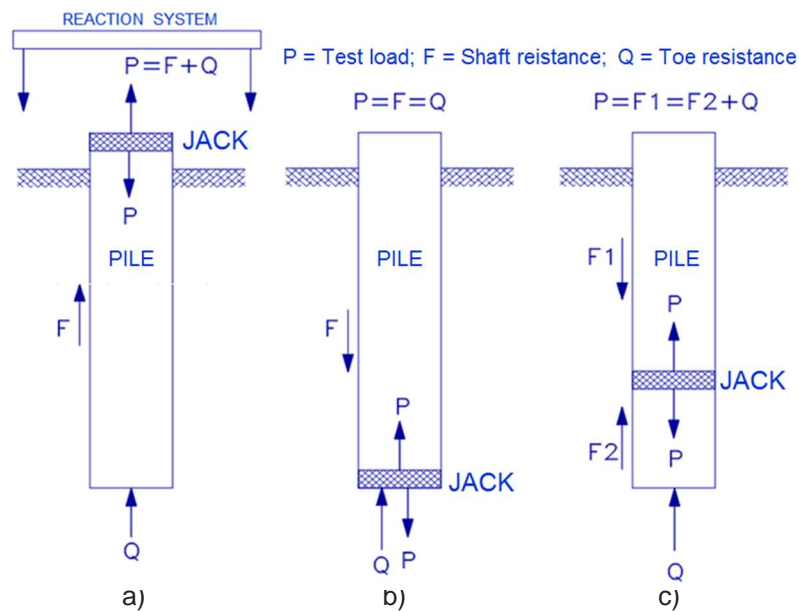 REACTION SYSTEM
P = Test load; F = Shaft reistance; Q = Toe resistance
P=F+Q
P=F=Q
P=F1=F2+Q
JACK
P
PILE
F
Q
a)
PILE
F
P
JACK
Q
P
b)
F1
PILE
P
JACK
F2
P
Q
c)